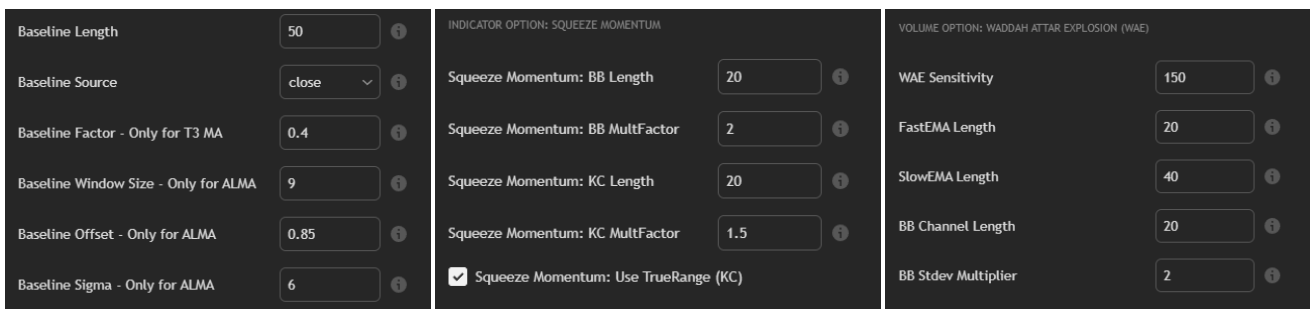 Baseline Length 50
Baseline Source close
Baseline Factor - Only for T3 MA 0.4
Baseline Window Size - Only for ALMA 9
Baseline Offset - Only for ALMA 0.85
Baseline Sigma - Only for ALMA 6
INDICATOR OPTION: SQUEEZE MOMENTUM
Squeeze Momentum: BB Length 20
Squeeze Momentum: BB MultFactor 2
Squeeze Momentum: KC Length 20
Squeeze Momentum: KC MultFactor 1.5
Squeeze Momentum: Use TrueRange (KC)
VOLUME OPTION: WADDAH ATTAR EXPLOSION (WAE)
WAE Sensitivity 150
FastEMA Length 20
SlowEMA Length 40
BB Channel Length 20
BB Stdev Multiplier 2